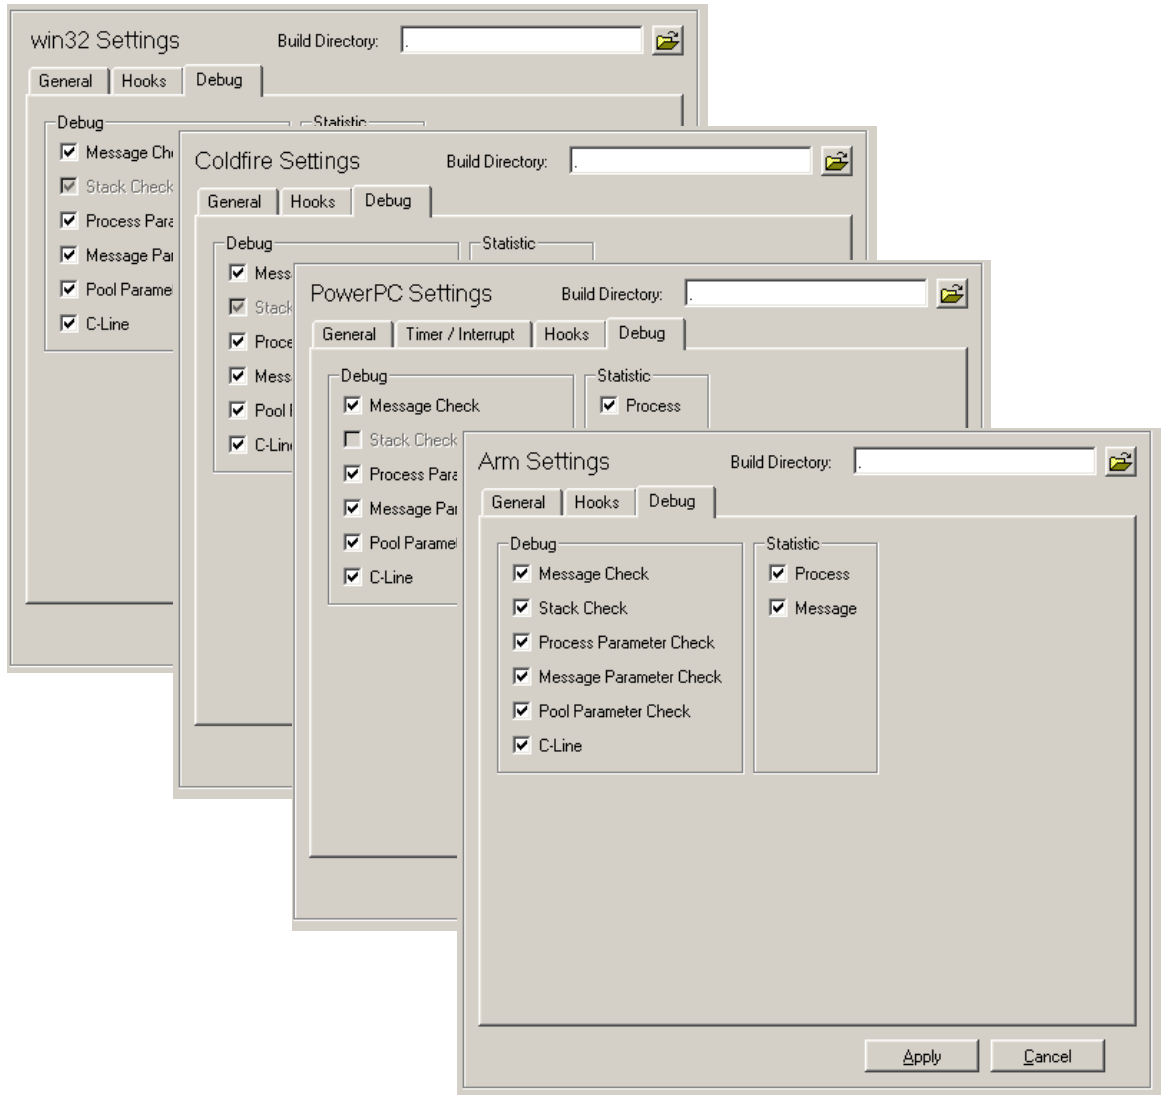 win32 Settings
Build Directory:
.
General
Hooks
Debug
Debug
Statistic
Message Ch
Stack Check
Process Para
Message Pa
Pool Parame
C-Line
Coldfire Settings
Build Directory:
.
General
Hooks
Debug
Debug
Statistic
Mess
Stack
Proce
Mess
Pool
C-Lin
PowerPC Settings
Build Directory:
.
General
Timer / Interrupt
Hooks
Debug
Debug
Statistic
Message Check
Process
Stack Check
Process Para
Message Pa
Pool Parame
C-Line
Arm Settings
Build Directory:
.
General
Hooks
Debug
Debug
Statistic
Message Check
Process
Stack Check
Message
Process Parameter Check
Message Parameter Check
Pool Parameter Check
C-Line
Apply
Cancel